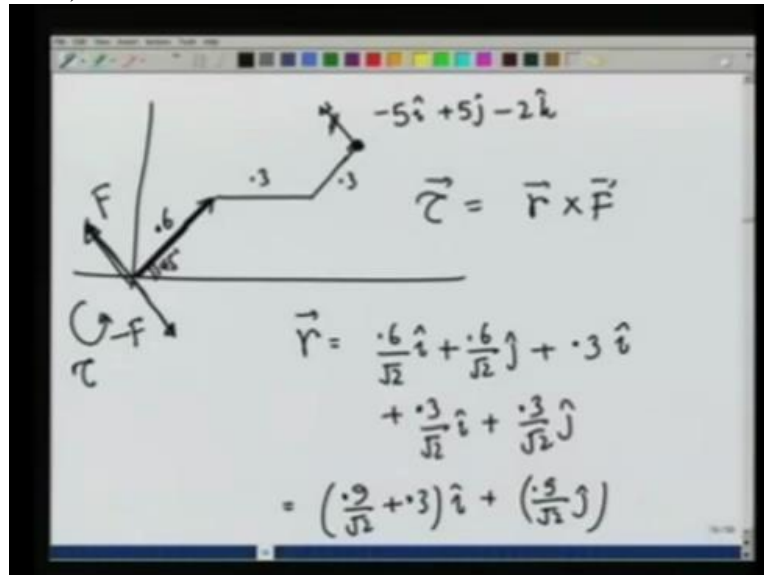 -5î + 5ĵ - 2k̂
.3
.3
F
.6
45°
τ⃗ = r⃗ × F⃗
-F
τ
r⃗ = .6/√2 î + .6/√2 ĵ + .3 î
+ .3/√2 î + .3/√2 ĵ
= (.9/√2 + .3) î + (.9/√2 ĵ)